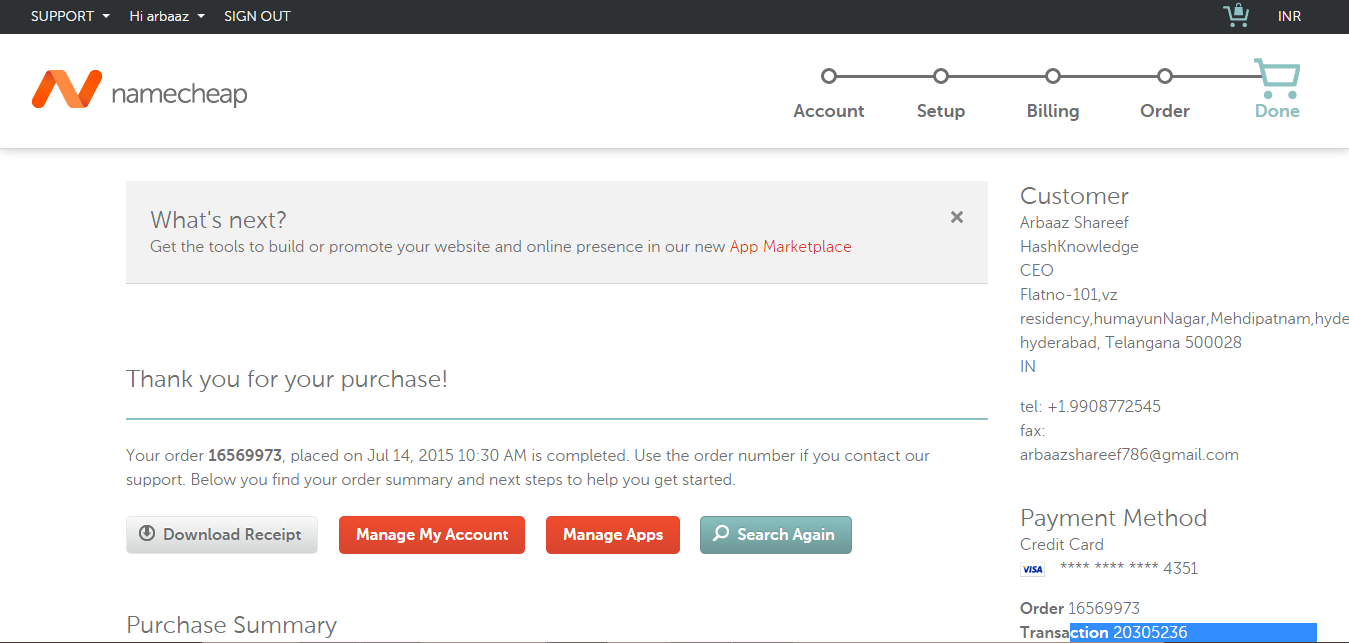 SUPPORT Hi arbaaz SIGN OUT INR
namecheap
Account Setup Billing Order Done
What's next?
Get the tools to build or promote your website and online presence in our new App Marketplace
Thank you for your purchase!
Your order 16569973, placed on Jul 14, 2015 10:30 AM is completed. Use the order number if you contact our
support. Below you find your order summary and next steps to help you get started.
Download Receipt Manage My Account Manage Apps Search Again
Purchase Summary
Customer
Arbaaz Shareef
HashKnowledge
CEO
Flatno-101,vz
residency,humayunNagar,Mehdipatnam,hyde
hyderabad, Telangana 500028
IN
tel: +1.9908772545
fax:
arbaazshareef786@gmail.com
Payment Method
Credit Card
VISA **** **** **** 4351
Order 16569973
Transaction 20305236